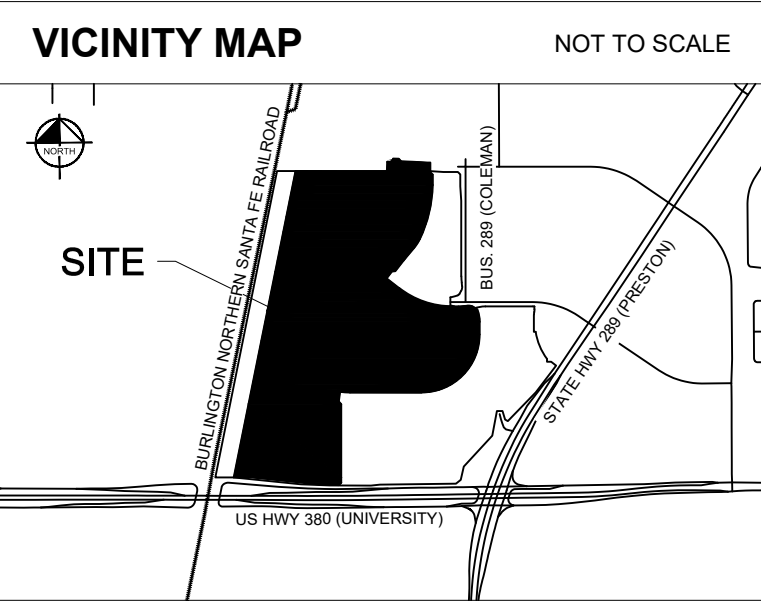 VICINITY MAP
NOT TO SCALE
NORTH
BURLINGTON NORTHERN SANTA FE RAILROAD
BUS. 289 (COLEMAN)
SITE
STATE HWY 289 (PRESTON)
US HWY 380 (UNIVERSITY)